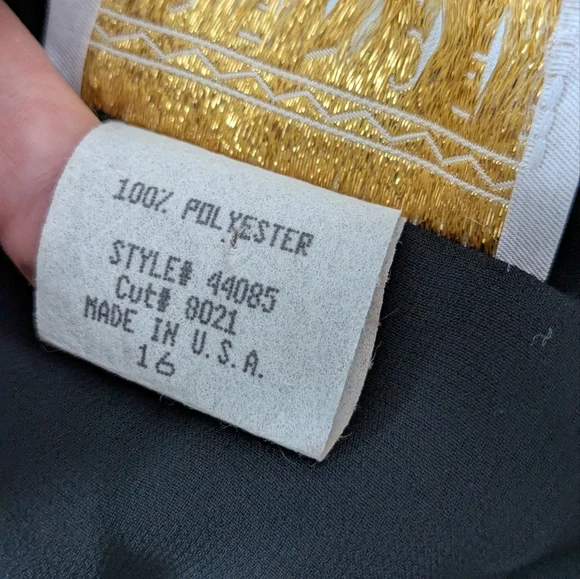 100% POLYESTER
STYLE# 44085
Cut# 8021
MADE IN U.S.A.
16